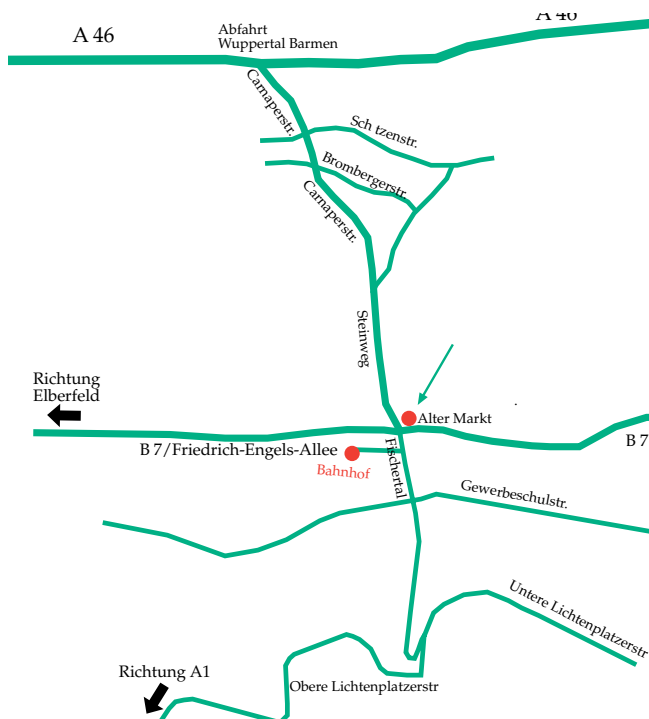 Abfahrt
Wuppertal Barmen
A 46
A 46
Carnaperstr.
Sch tzenstr.
Brombergerstr.
Carnaperstr.
Steinweg
Richtung
Elberfeld
Alter Markt
B 7/Friedrich-Engels-Allee
B 7
Bahnhof
Fischertal
Gewerbeschulstr.
Untere Lichtenplatzerstr
Richtung A1
Obere Lichtenplatzerstr